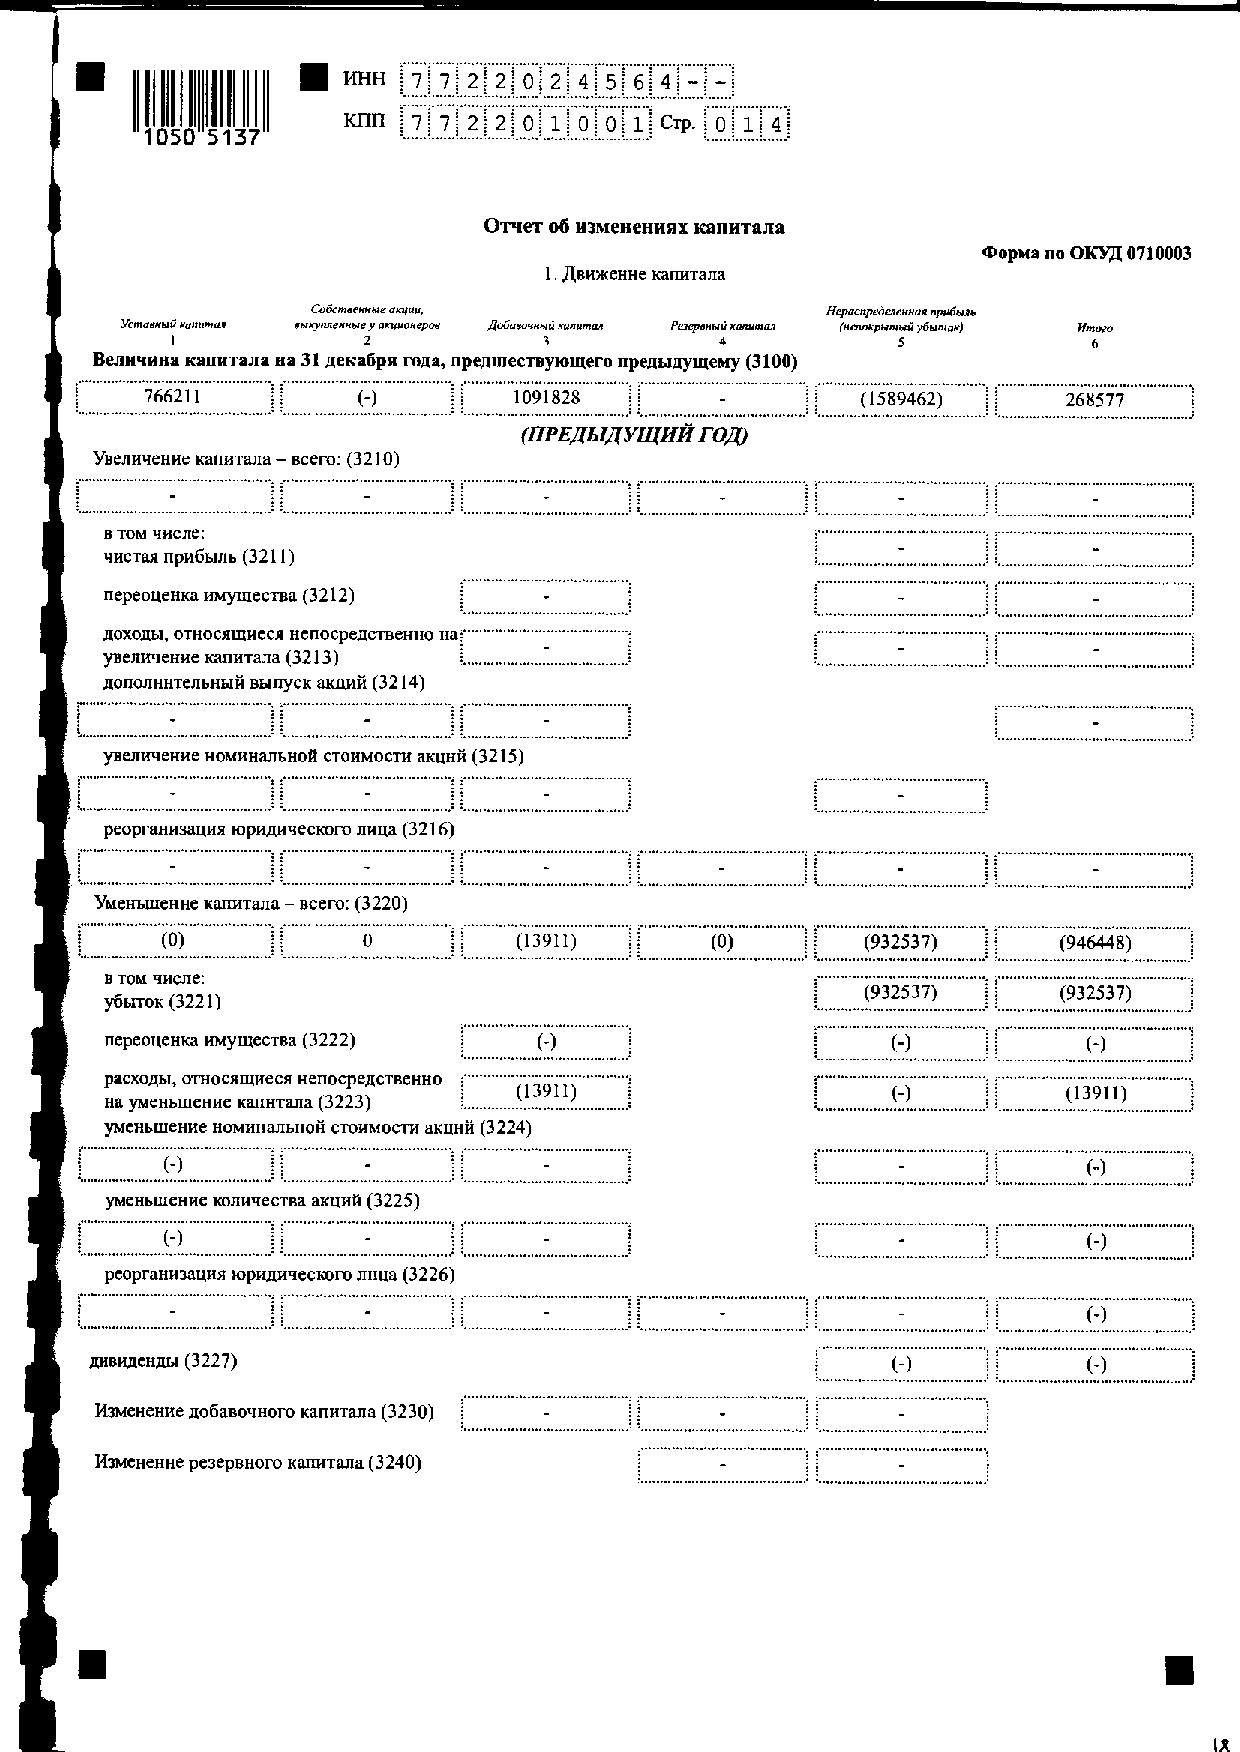 ИНН 7722024564--
1050 5137
КПП 772201001 Стр. 014
Отчет об изменениях капитала
Форма по ОКУД 0710003
1. Движение капитала
Уставный капитал Собственные акции, выкупленные у акционеров Добавочный капитал Резервный капитал Нераспределенная прибыль (непокрытый убыток) Итого
1 2 3 4 5 6
Величина капитала на 31 декабря года, предшествующего предыдущему (3100)
766211 (-) 1091828 - (1589462) 268577
(ПРЕДЫДУЩИЙ ГОД)
Увеличение капитала – всего: (3210)
- - - - - -
в том числе:
чистая прибыль (3211) - -
переоценка имущества (3212) - - -
доходы, относящиеся непосредственно на
увеличение капитала (3213) - - -
дополнительный выпуск акций (3214)
- - - -
увеличение номинальной стоимости акций (3215)
- - - -
реорганизация юридического лица (3216)
- - - - - -
Уменьшение капитала – всего: (3220)
(0) 0 (13911) (0) (932537) (946448)
в том числе:
убыток (3221) (932537) (932537)
переоценка имущества (3222) (-) (-) (-)
расходы, относящиеся непосредственно
на уменьшение капитала (3223) (13911) (-) (13911)
уменьшение номинальной стоимости акций (3224)
(-) - - - (-)
уменьшение количества акций (3225)
(-) - - - (-)
реорганизация юридического лица (3226)
- - - - - (-)
дивиденды (3227) (-) (-)
Изменение добавочного капитала (3230) - - -
Изменение резервного капитала (3240) - -